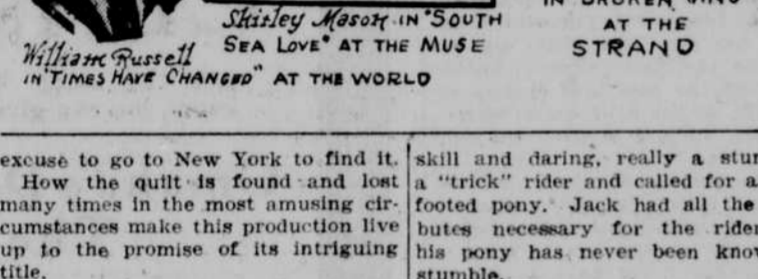 Shirley Mason IN "SOUTH
SEA LOVE" AT THE MUSE
William Russell
IN "TIMES HAVE CHANGED" AT THE WORLD
AT THE
STRAND
excuse to go to New York to find it.
How the quilt is found and lost
many times in the most amusing cir-
cumstances make this production live
up to the promise of its intriguing
title.
skill and daring, really a stun
a "trick" rider and called for a
footed pony. Jack had all the
butes necessary for the rider
his pony has never been know
stumble.